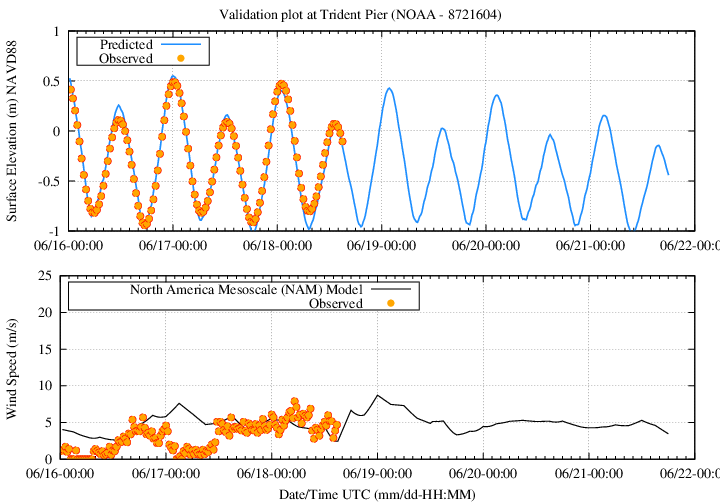 Validation plot at Trident Pier (NOAA - 8721604)
Surface Elevation (m) NAVD88
Predicted
Observed
1
0.5
0
-0.5
-1
06/16-00:00 06/17-00:00 06/18-00:00 06/19-00:00 06/20-00:00 06/21-00:00 06/22-00:00
Wind Speed (m/s)
North America Mesoscale (NAM) Model
Observed
25
20
15
10
5
0
06/16-00:00 06/17-00:00 06/18-00:00 06/19-00:00 06/20-00:00 06/21-00:00 06/22-00:00
Date/Time UTC (mm/dd-HH:MM)